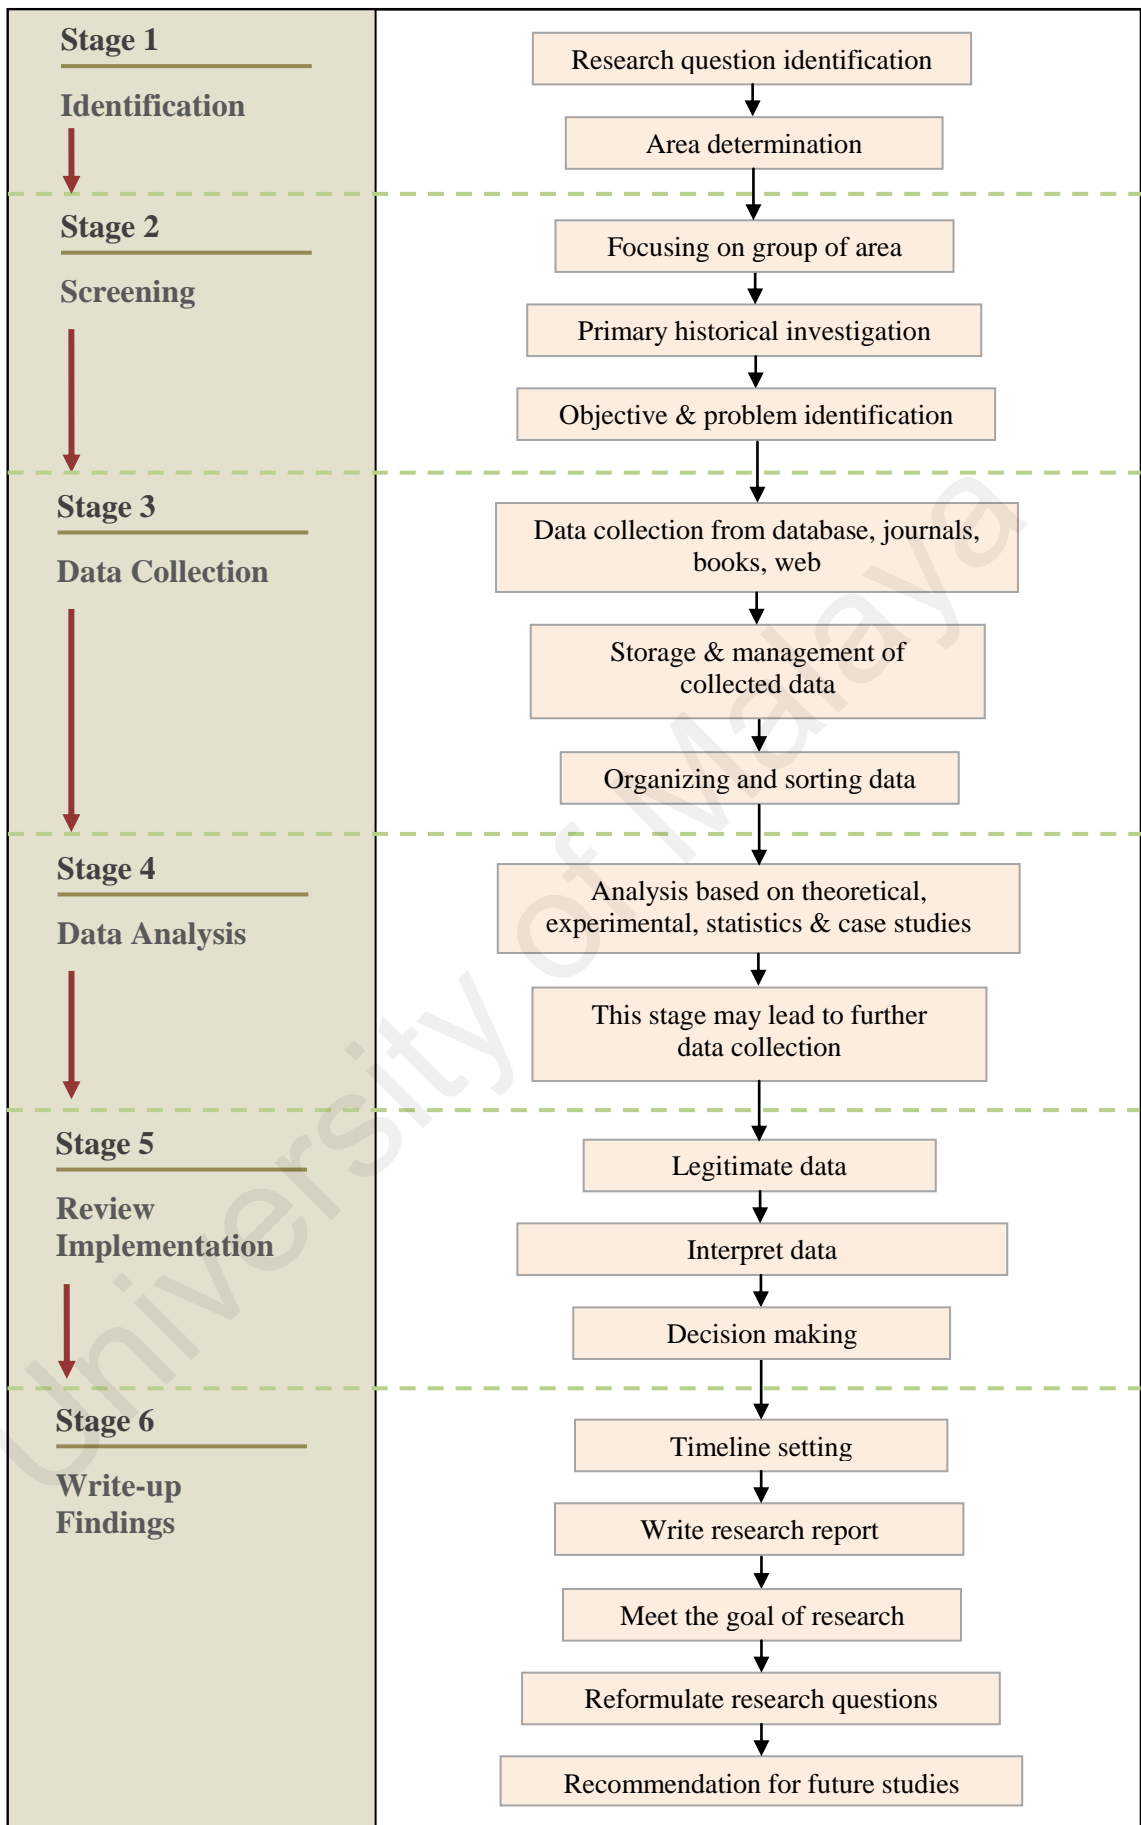 Stage 1
Identification
Research question identification
Area determination
Stage 2
Screening
Focusing on group of area
Primary historical investigation
Objective & problem identification
Stage 3
Data Collection
Data collection from database, journals,
books, web
Storage & management of
collected data
Organizing and sorting data
Stage 4
Data Analysis
Analysis based on theoretical,
experimental, statistics & case studies
This stage may lead to further
data collection
Stage 5
Review
Implementation
Legitimate data
Interpret data
Decision making
Stage 6
Write-up
Findings
Timeline setting
Write research report
Meet the goal of research
Reformulate research questions
Recommendation for future studies
University of Malaya